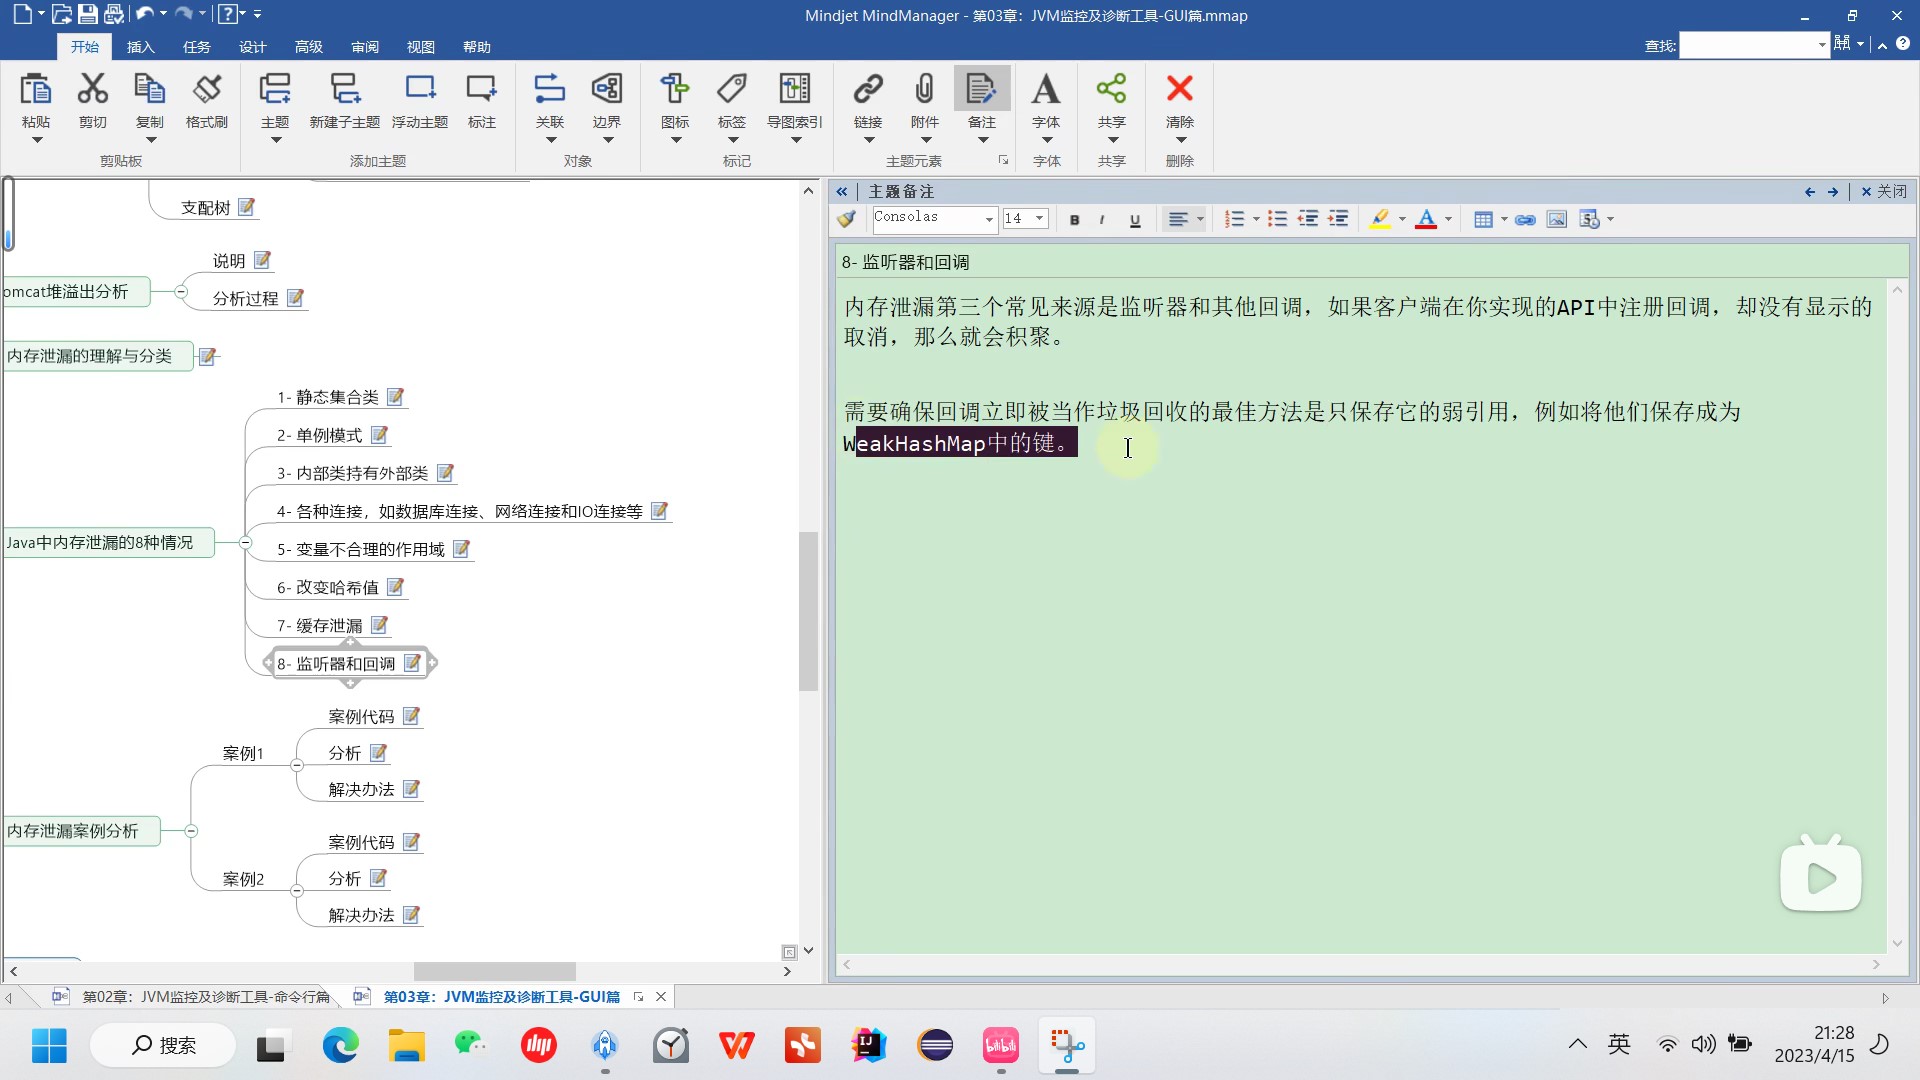 Mindjet MindManager - 第03章：JVM监控及诊断工具-GUI篇.mmap
开始 插入 任务 设计 高级 审阅 视图 帮助
查找:
粘贴 剪切 复制 格式刷 主题 新建子主题 浮动主题 标注 关联 边界 图标 标签 导图索引 链接 附件 备注 字体 共享 清除
剪贴板 添加主题 对象 标记 主题元素 字体 共享 删除
主题备注
关闭
Consolas 14
8- 监听器和回调
内存泄漏第三个常见来源是监听器和其他回调，如果客户端在你实现的API中注册回调，却没有显示的
取消，那么就会积聚。
需要确保回调立即被当作垃圾回收的最佳方法是只保存它的弱引用，例如将他们保存成为
WeakHashMap中的键。
支配树
说明
omcat堆溢出分析
分析过程
内存泄漏的理解与分类
1- 静态集合类
2- 单例模式
3- 内部类持有外部类
4- 各种连接，如数据库连接、网络连接和IO连接等
Java中内存泄漏的8种情况
5- 变量不合理的作用域
6- 改变哈希值
7- 缓存泄漏
8- 监听器和回调
案例代码
案例1
分析
解决办法
内存泄漏案例分析
案例代码
案例2
分析
解决办法
第02章：JVM监控及诊断工具-命令行篇
第03章：JVM监控及诊断工具-GUI篇
搜索
IJ
bilibili
英
21:28
2023/4/15